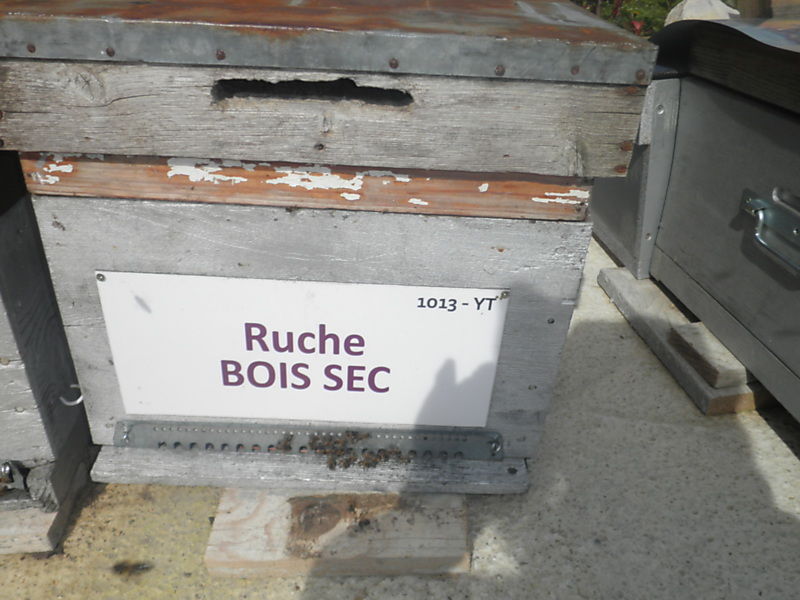 1013 - YT
Ruche
BOIS SEC